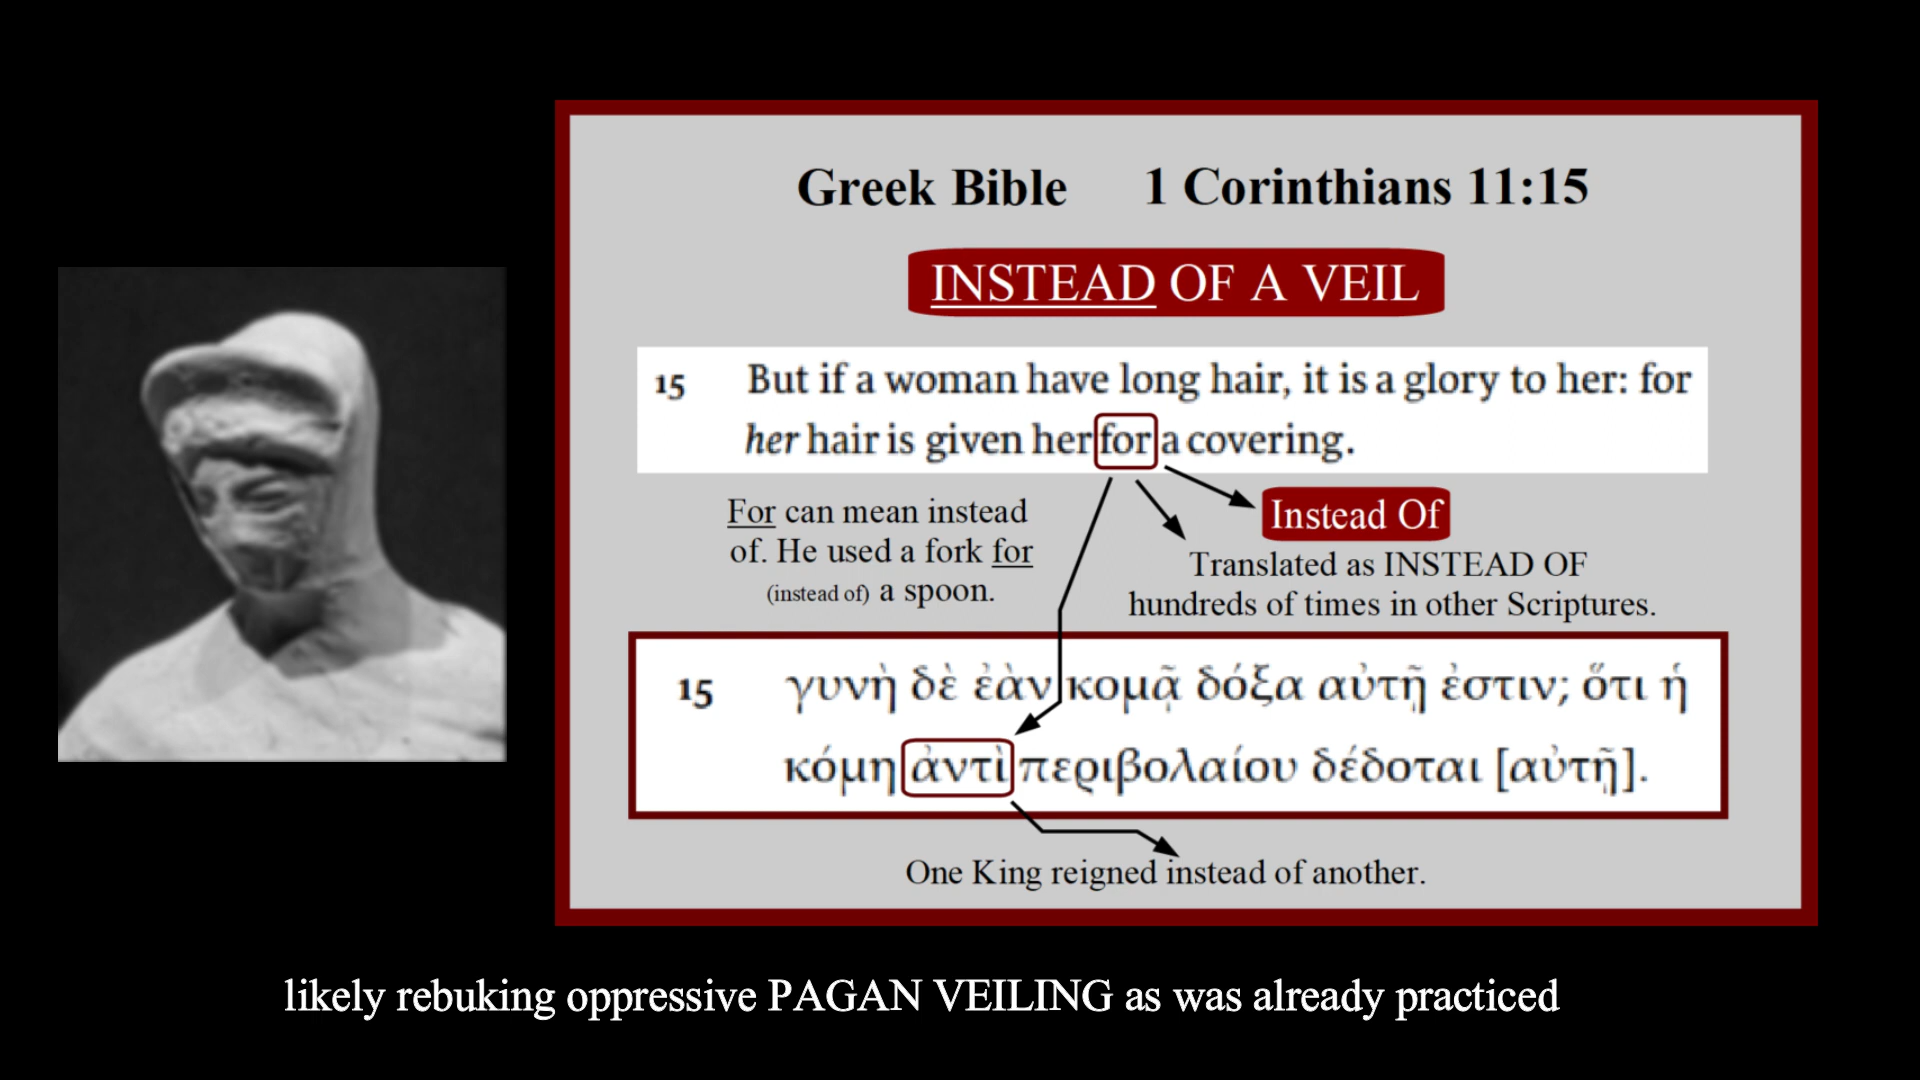 Greek Bible 1 Corinthians 11:15
INSTEAD OF A VEIL
15 But if a woman have long hair, it is a glory to her: for
her hair is given her for a covering.
For can mean instead
of. He used a fork for
(instead of) a spoon.
Instead Of
Translated as INSTEAD OF
hundreds of times in other Scriptures.
15 γυνὴ δὲ ἐὰν κομᾷ δόξα αὐτῇ ἐστιν; ὅτι ἡ
κόμη ἀντὶ περιβολαίου δέδοται [αὐτῇ].
One King reigned instead of another.
likely rebuking oppressive PAGAN VEILING as was already practiced